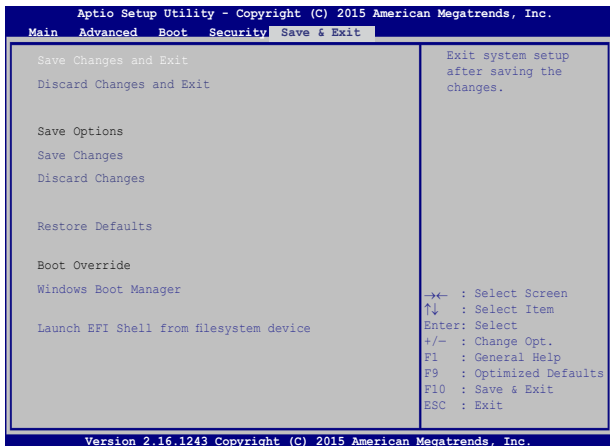 Aptio Setup Utility - Copyright (C) 2015 American Megatrends, Inc.
Main Advanced Boot Security Save & Exit
Save Changes and Exit
Discard Changes and Exit
Save Options
Save Changes
Discard Changes
Restore Defaults
Boot Override
Windows Boot Manager
Launch EFI Shell from filesystem device
Exit system setup
after saving the
changes.
→← : Select Screen
↑↓ : Select Item
Enter: Select
+/— : Change Opt.
F1 : General Help
F9 : Optimized Defaults
F10 : Save & Exit
ESC : Exit
Version 2.16.1243 Copyright (C) 2015 American Megatrends, Inc.